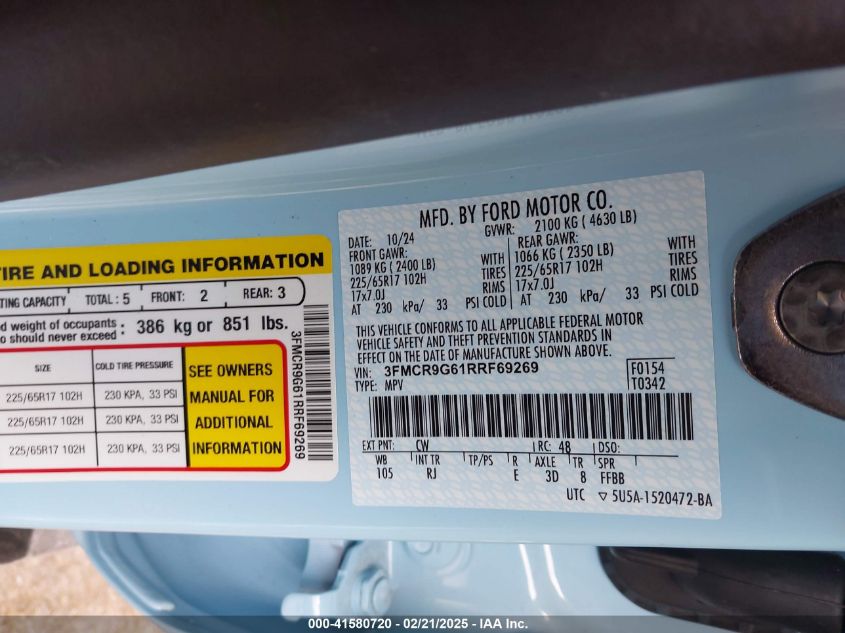 TIRE AND LOADING INFORMATION
TING CAPACITY TOTAL: 5 FRONT: 2 REAR: 3
d weight of occupants
o should never exceed : 386 kg or 851 lbs.
SIZE COLD TIRE PRESSURE
225/65R17 102H 230 KPA, 33 PSI
225/65R17 102H 230 KPA, 33 PSI
225/65R17 102H 230 KPA, 33 PSI
SEE OWNERS
MANUAL FOR
ADDITIONAL
INFORMATION
3FMCR9G61RRF69269
MFD. BY FORD MOTOR CO.
DATE: 10/24 GVWR: 2100 KG ( 4630 LB)
FRONT GAWR: REAR GAWR:
1089 KG (2400 LB) WITH 1066 KG ( 2350 LB) WITH
225/65R17 102H TIRES 225/65R17 102H TIRES
17x7.0J RIMS 17x7.0J RIMS
AT 230 kPa/ 33 PSI COLD AT 230 kPa/ 33 PSI COLD
THIS VEHICLE CONFORMS TO ALL APPLICABLE FEDERAL MOTOR
VEHICLE SAFETY AND THEFT PREVENTION STANDARDS IN
EFFECT ON THE DATE OF MANUFACTURE SHOWN ABOVE.
VIN: 3FMCR9G61RRF69269 F0154
TYPE: MPV T0342
EXT PNT: CW RC: 48 DSO:
WB INT TR TP/PS R AXLE TR SPR
105 RJ E 3D 8 FFBB
UTC ▽ 5U5A-1520472-BA
000-41580720 - 02/21/2025 - IAA Inc.